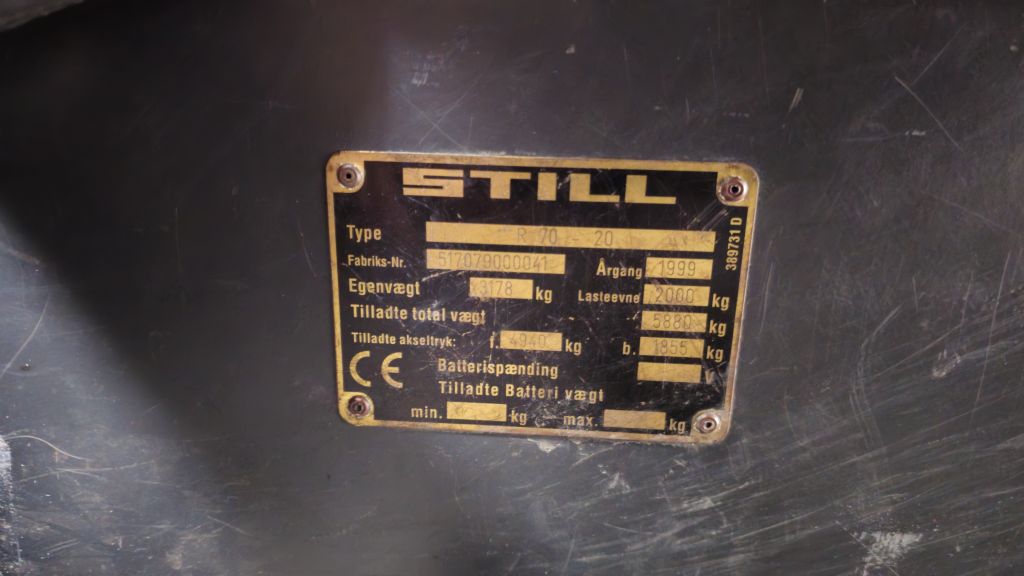 STILL
Type R 70 - 20
Fabriks-Nr. 517079000041 Årgang 1999
Egenvægt 3178 kg Lasteevne 2000 kg
Tilladte total vægt 5880 kg
Tilladte akseltryk: f. 4940 kg b. 1855 kg
CE Batterispænding
Tilladte Batteri vægt
min. kg max. kg
389731 D